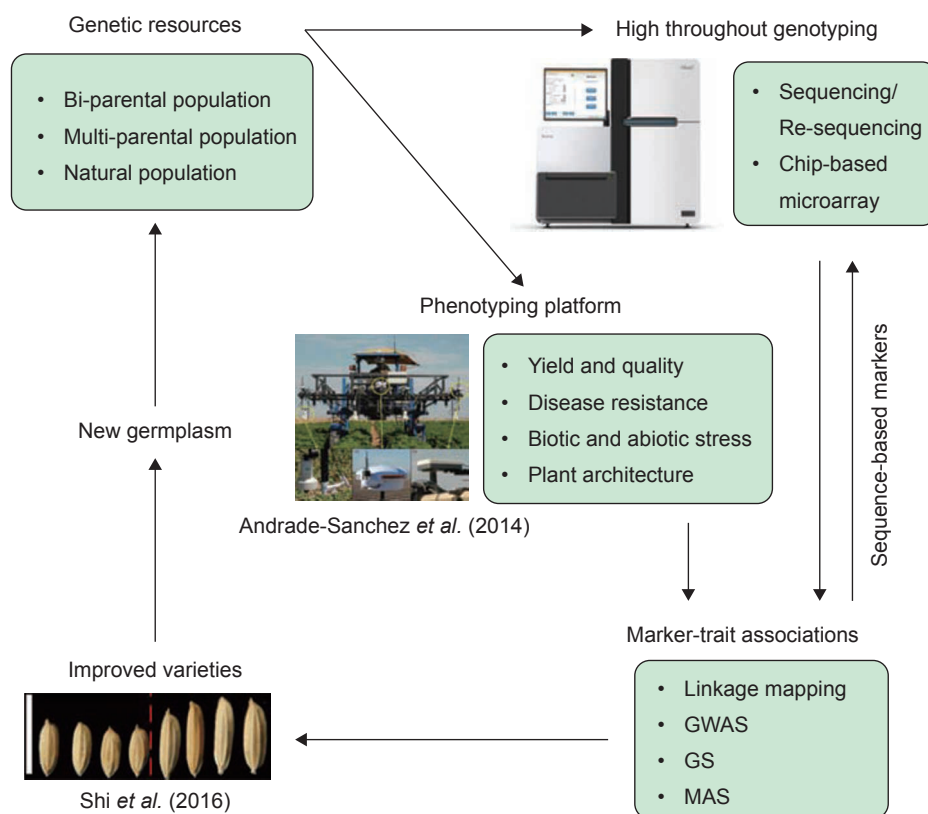 Genetic resources
• Bi-parental population
• Multi-parental population
• Natural population
High throughout genotyping
• Sequencing/
Re-sequencing
• Chip-based
microarray
Phenotyping platform
• Yield and quality
• Disease resistance
• Biotic and abiotic stress
• Plant architecture
Andrade-Sanchez et al. (2014)
Sequence-based markers
New germplasm
Marker-trait associations
• Linkage mapping
• GWAS
• GS
• MAS
Improved varieties
Shi et al. (2016)